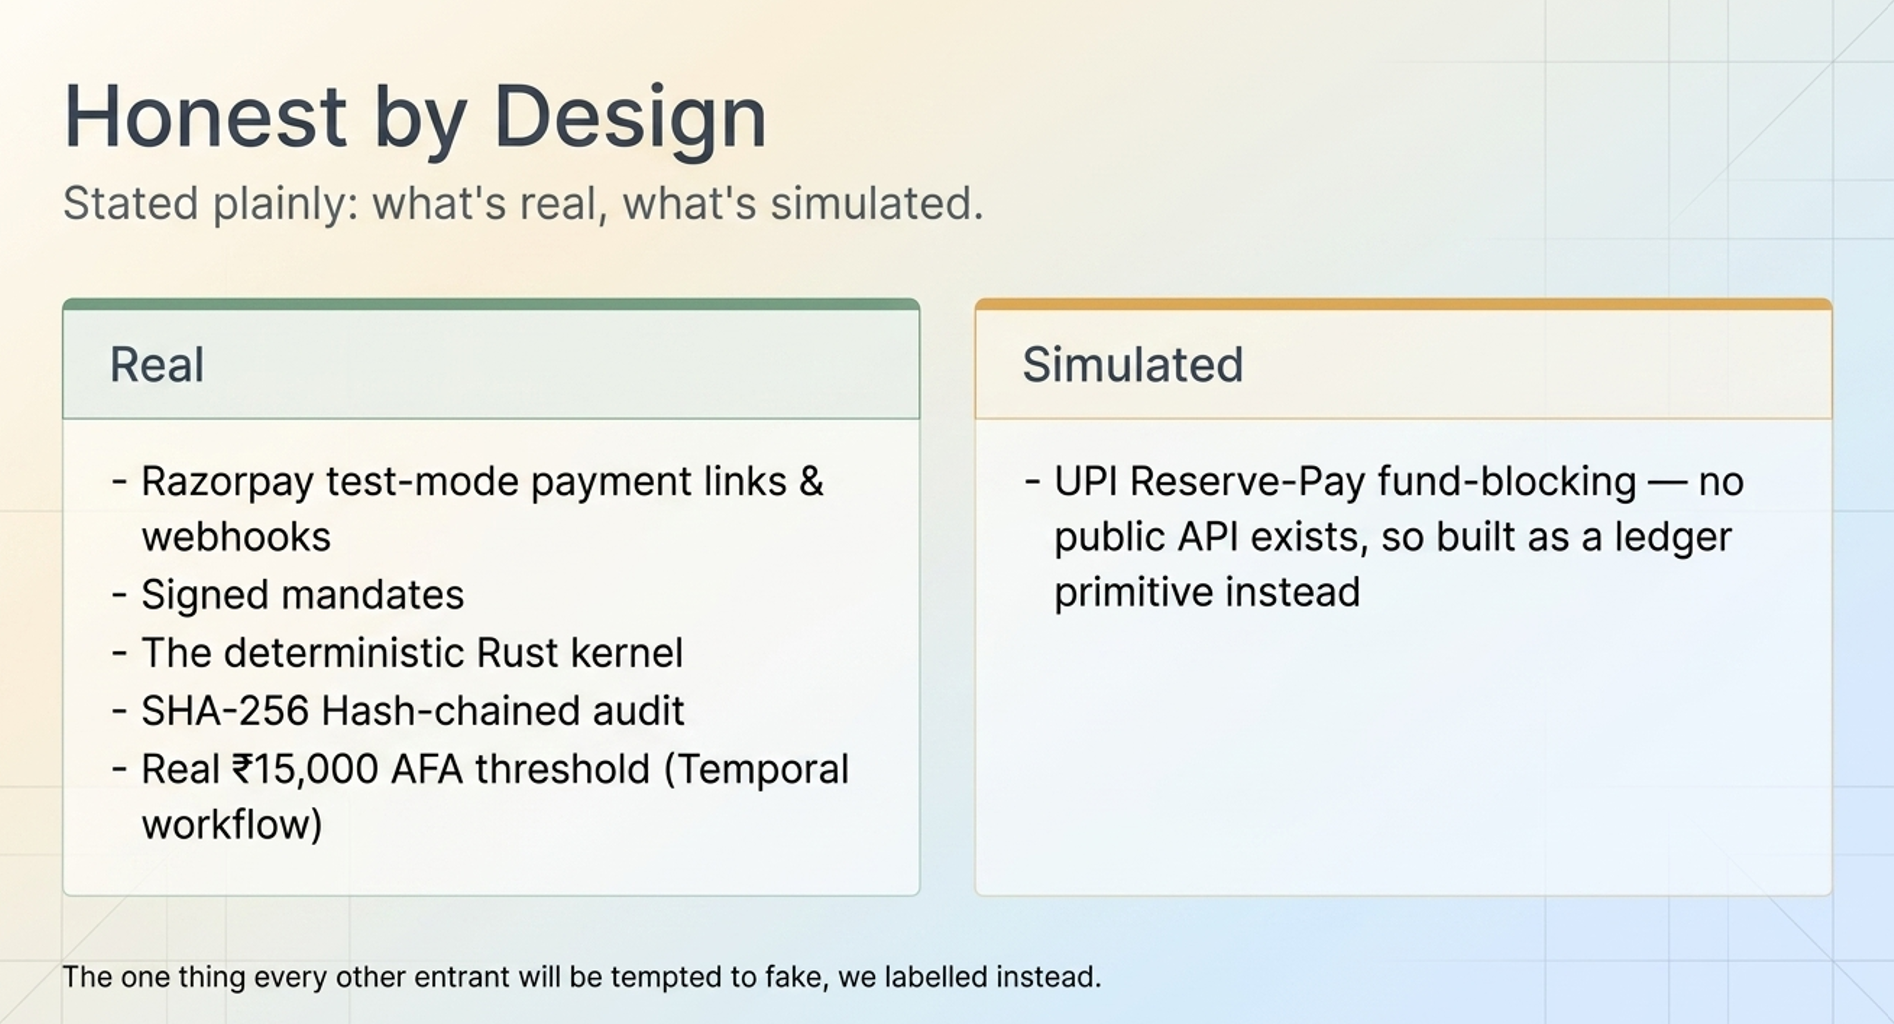 Honest by Design
Stated plainly: what's real, what's simulated.
Real
- Razorpay test-mode payment links &
webhooks
- Signed mandates
- The deterministic Rust kernel
- SHA-256 Hash-chained audit
- Real ₹15,000 AFA threshold (Temporal
workflow)
Simulated
- UPI Reserve-Pay fund-blocking — no
public API exists, so built as a ledger
primitive instead
The one thing every other entrant will be tempted to fake, we labelled instead.